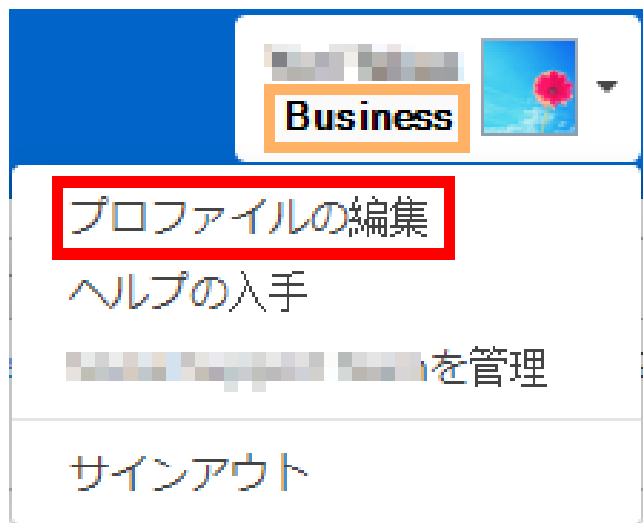 Business
プロファイルの編集
ヘルプの入手
を管理
サインアウト